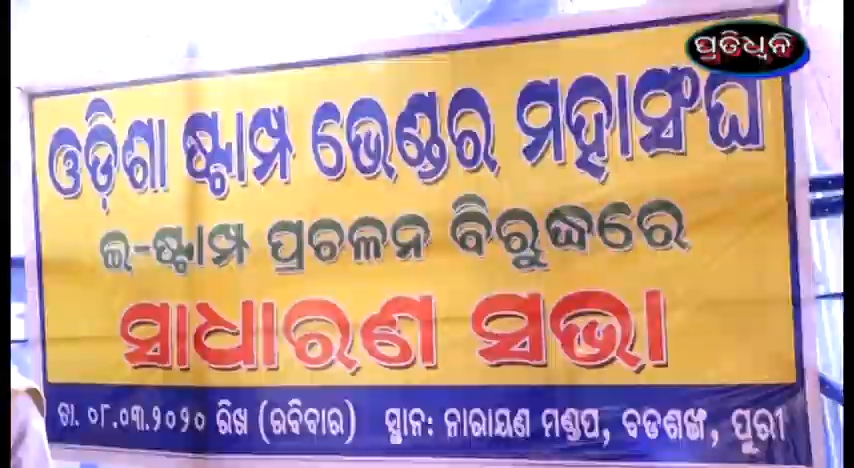 ପ୍ରତିଧ୍ୱନି
ଓଡ଼ିଶା ଷ୍ଟାମ୍ପ ଭେଣ୍ଡର ମହାସଂଘ
ଇ-ଷ୍ଟାମ୍ପ ପ୍ରଚଳନ ବିରୁଦ୍ଧରେ
ସାଧାରଣ ସଭା
ତା. ୦୮.୦୩.୨୦୨୦ ରିଖ (ରବିବାର) ସ୍ଥାନ: ନାରାୟଣ ମଣ୍ଡପ, ବଡଶଙ୍ଖ, ପୁରୀ